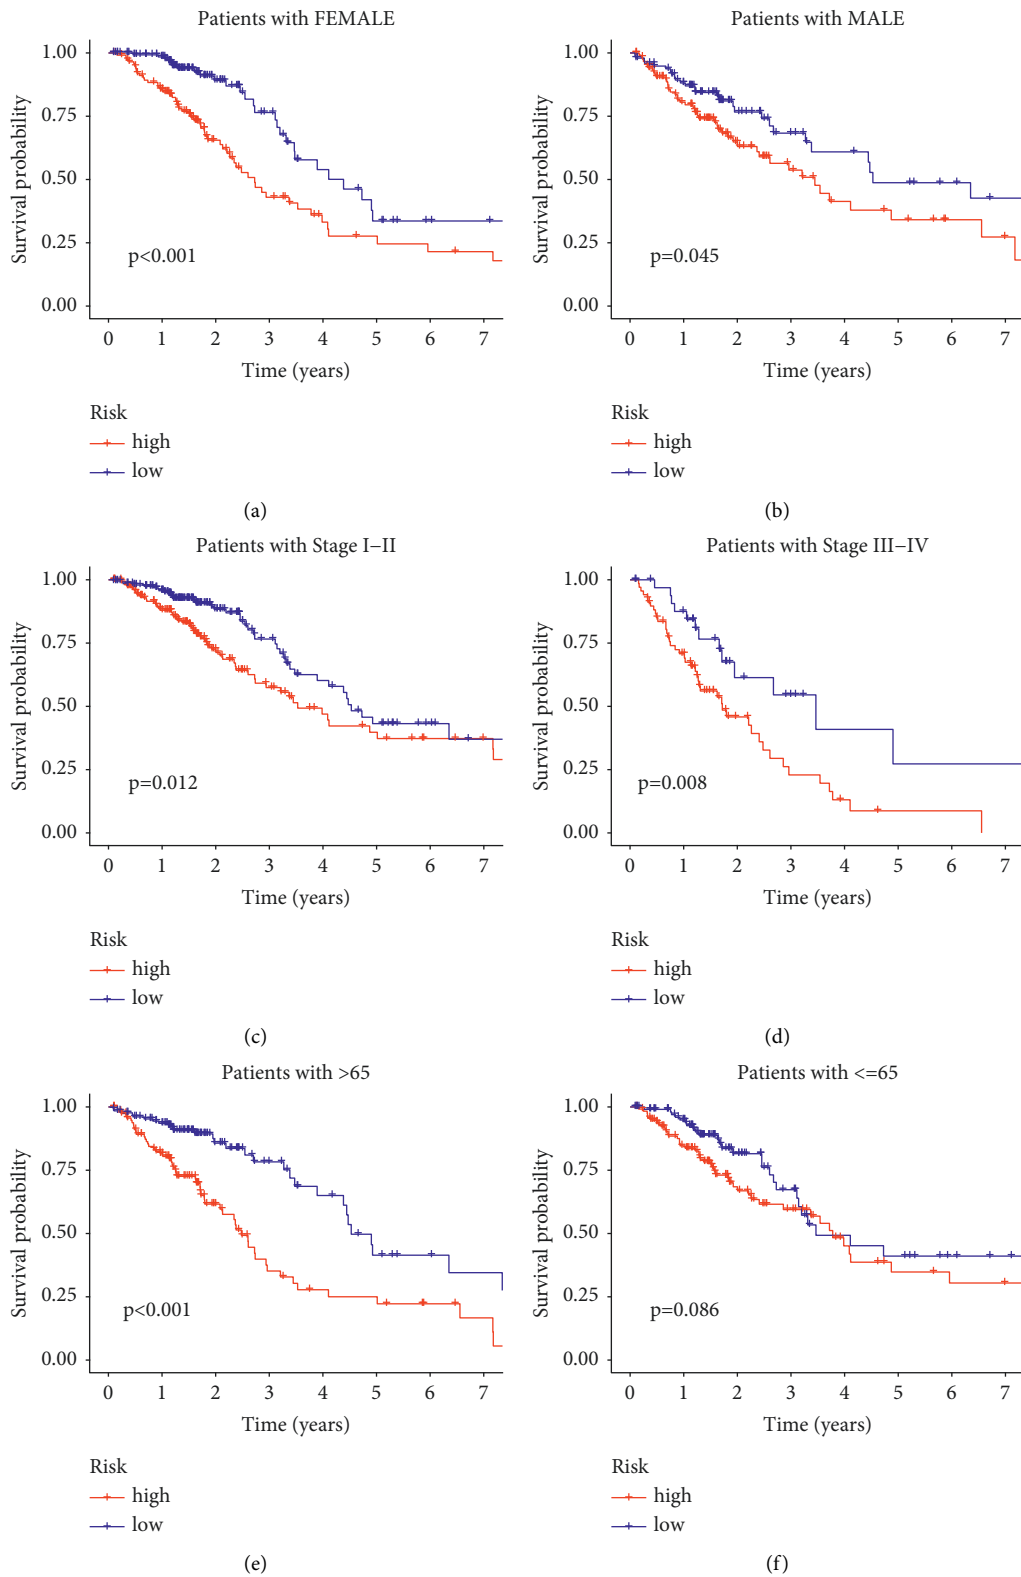 Patients with FEMALE
Survival probability
1.00
0.75
0.50
0.25
0.00
p<0.001
0 1 2 3 4 5 6 7
Time (years)
Risk
high
low
(a)
Patients with MALE
Survival probability
1.00
0.75
0.50
0.25
0.00
p=0.045
0 1 2 3 4 5 6 7
Time (years)
Risk
high
low
(b)
Patients with Stage I−II
Survival probability
1.00
0.75
0.50
0.25
0.00
p=0.012
0 1 2 3 4 5 6 7
Time (years)
Risk
high
low
(c)
Patients with Stage III−IV
Survival probability
1.00
0.75
0.50
0.25
0.00
p=0.008
0 1 2 3 4 5 6 7
Time (years)
Risk
high
low
(d)
Patients with >65
Survival probability
1.00
0.75
0.50
0.25
0.00
p<0.001
0 1 2 3 4 5 6 7
Time (years)
Risk
high
low
(e)
Patients with <=65
Survival probability
1.00
0.75
0.50
0.25
0.00
p=0.086
0 1 2 3 4 5 6 7
Time (years)
Risk
high
low
(f)